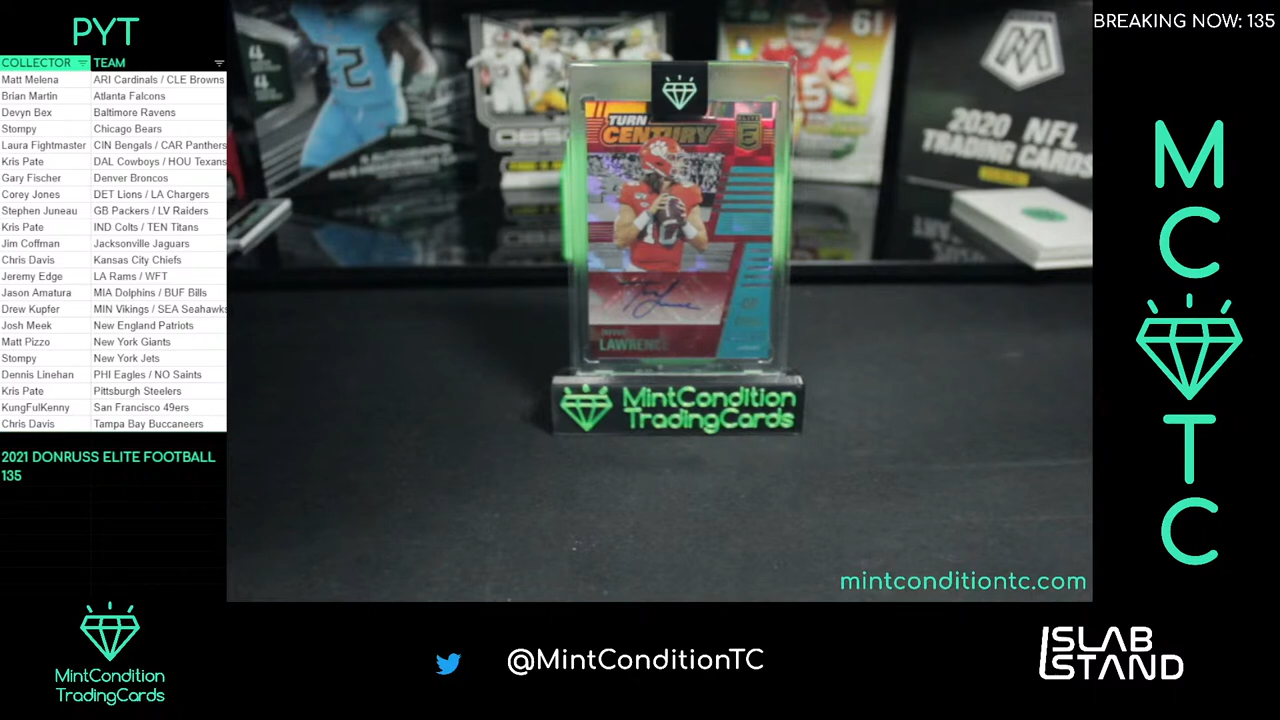 PYT
COLLECTOR TEAM
Matt Melena ARI Cardinals / CLE Browns
Brian Martin Atlanta Falcons
Devyn Bex Baltimore Ravens
Stompy Chicago Bears
Laura Fightmaster CIN Bengals / CAR Panthers
Kris Pate DAL Cowboys / HOU Texans
Gary Fischer Denver Broncos
Corey Jones DET Lions / LA Chargers
Stephen Juneau GB Packers / LV Raiders
Kris Pate IND Colts / TEN Titans
Jim Coffman Jacksonville Jaguars
Chris Davis Kansas City Chiefs
Jeremy Edge LA Rams / WFT
Jason Amatura MIA Dolphins / BUF Bills
Drew Kupfer MIN Vikings / SEA Seahawks
Josh Meek New England Patriots
Matt Pizzo New York Giants
Stompy New York Jets
Dennis Linehan PHI Eagles / NO Saints
Kris Pate Pittsburgh Steelers
KungFulKenny San Francisco 49ers
Chris Davis Tampa Bay Buccaneers
2021 DONRUSS ELITE FOOTBALL
135
MintCondition
TradingCards
TURN
CENTURY
ELITE
16
LAWRENCE
MintCondition
TradingCards
2020 NFL
TRADING CARDS
mintconditiontc.com
BREAKING NOW: 135
M
C
T
C
@MintConditionTC
SLAB
STAND